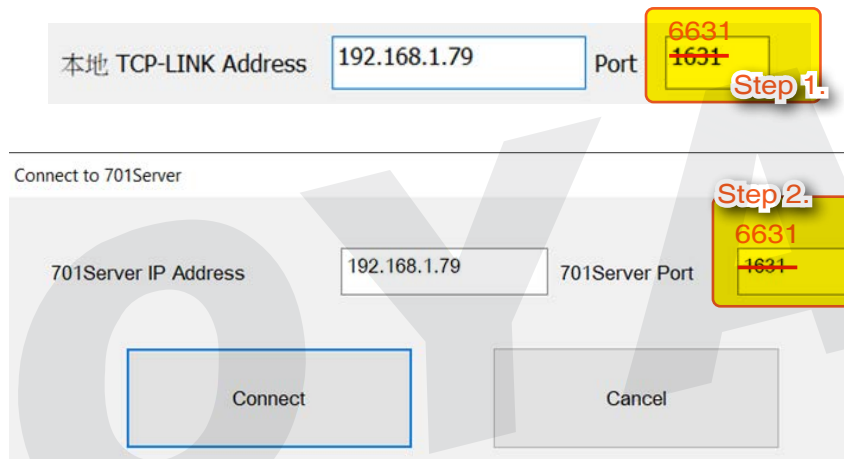 6631
本地 TCP-LINK Address 192.168.1.79 Port 1631
Step 1.
Connect to 701Server
Step 2.
6631
701Server IP Address 192.168.1.79 701Server Port 1631
Connect Cancel
OYA